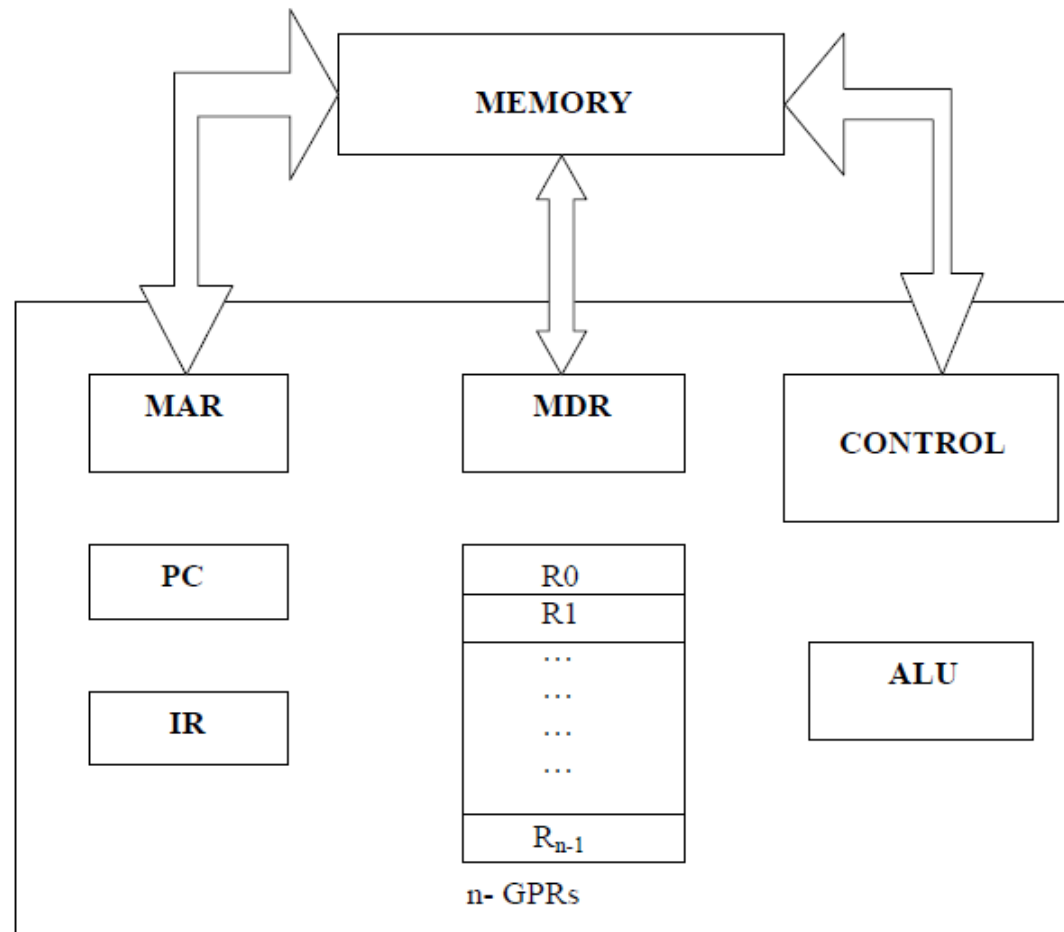 MEMORY
MAR
MDR
CONTROL
PC
R0
R1
IR
ALU
...
...
...
...
Rn-1
n- GPRs